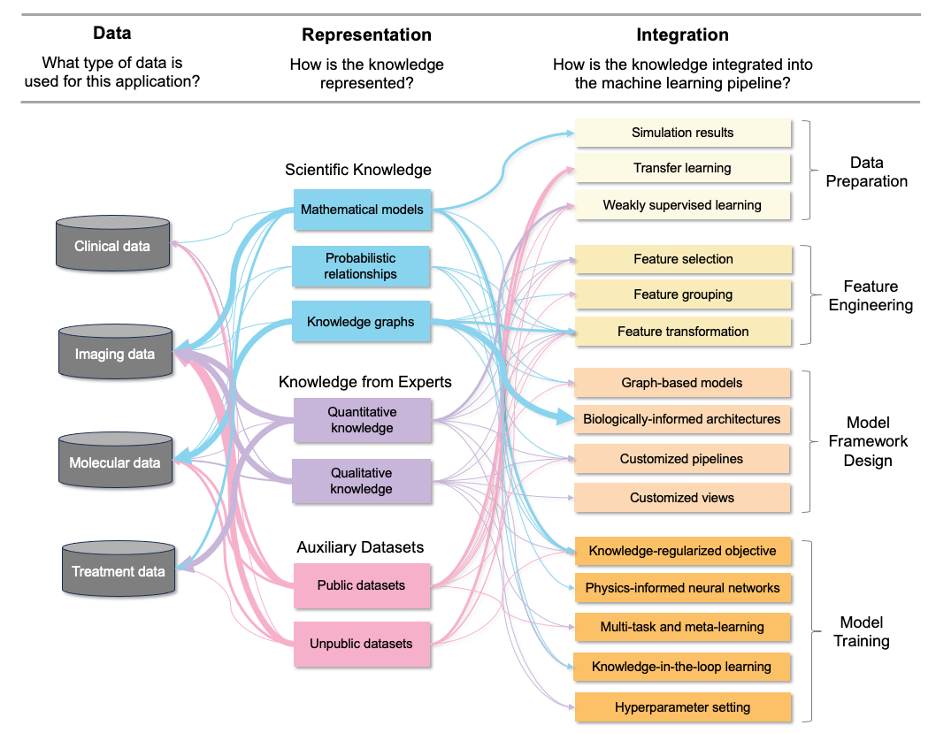 Data
Representation
Integration
What type of data is
used for this application?
How is the knowledge
represented?
How is the knowledge integrated into
the machine learning pipeline?
Clinical data
Imaging data
Molecular data
Treatment data
Scientific Knowledge
Mathematical models
Probabilistic
relationships
Knowledge graphs
Knowledge from Experts
Quantitative
knowledge
Qualitative
knowledge
Auxiliary Datasets
Public datasets
Unpublic datasets
Simulation results
Transfer learning
Weakly supervised learning
Data
Preparation
Feature selection
Feature grouping
Feature transformation
Feature
Engineering
Graph-based models
Biologically-informed architectures
Customized pipelines
Customized views
Model
Framework
Design
Knowledge-regularized objective
Physics-informed neural networks
Multi-task and meta-learning
Knowledge-in-the-loop learning
Hyperparameter setting
Model
Training